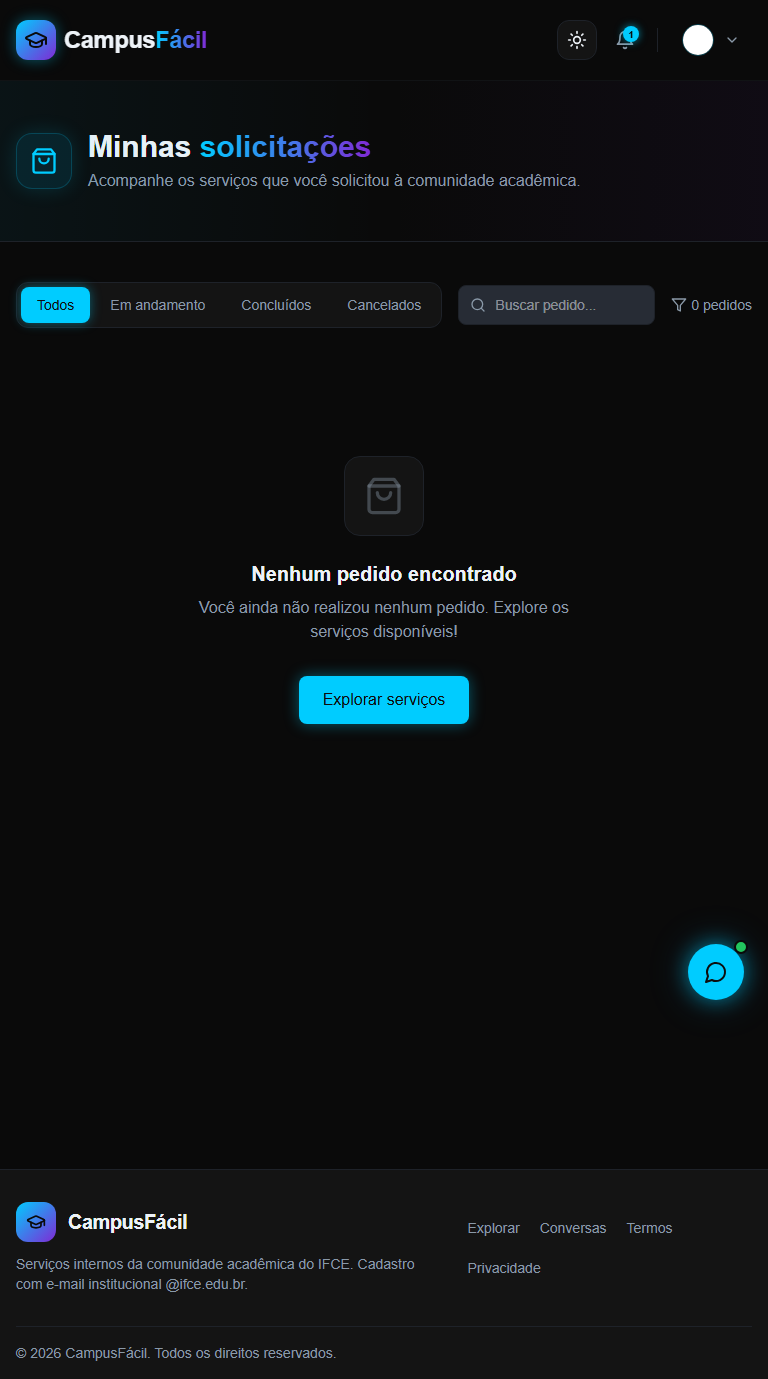 CampusFácil
1
Minhas solicitações
Acompanhe os serviços que você solicitou à comunidade acadêmica.
Todos Em andamento Concluídos Cancelados Buscar pedido... 0 pedidos
Nenhum pedido encontrado
Você ainda não realizou nenhum pedido. Explore os
serviços disponíveis!
Explorar serviços
CampusFácil
Serviços internos da comunidade acadêmica do IFCE. Cadastro
com e-mail institucional @ifce.edu.br.
Explorar Conversas Termos
Privacidade
© 2026 CampusFácil. Todos os direitos reservados.